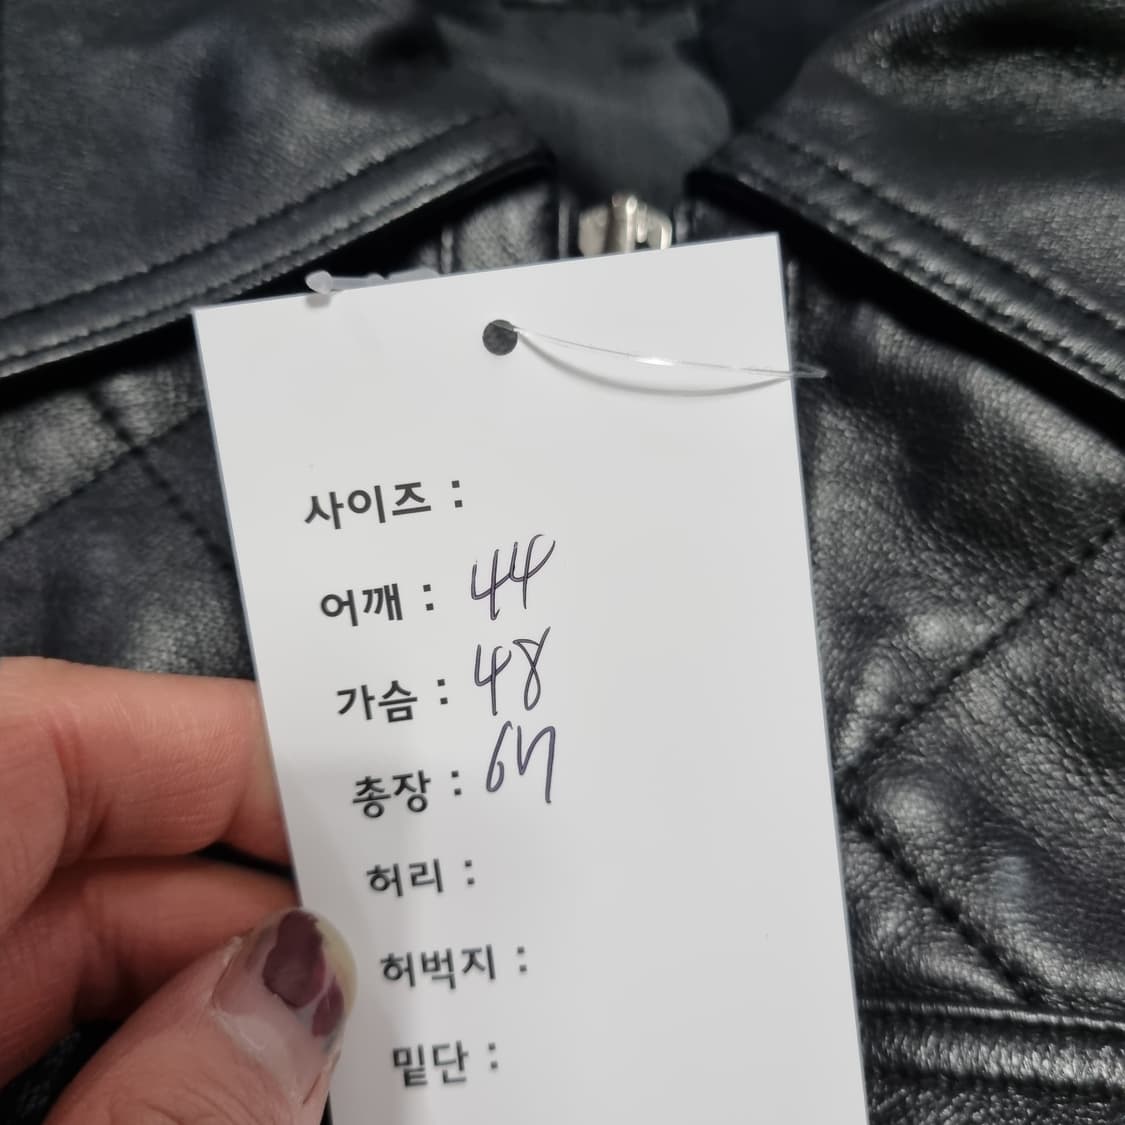 사이즈 :
어깨 : 44
가슴 : 48
총장 : 67
허리 :
허벅지 :
밑단 :